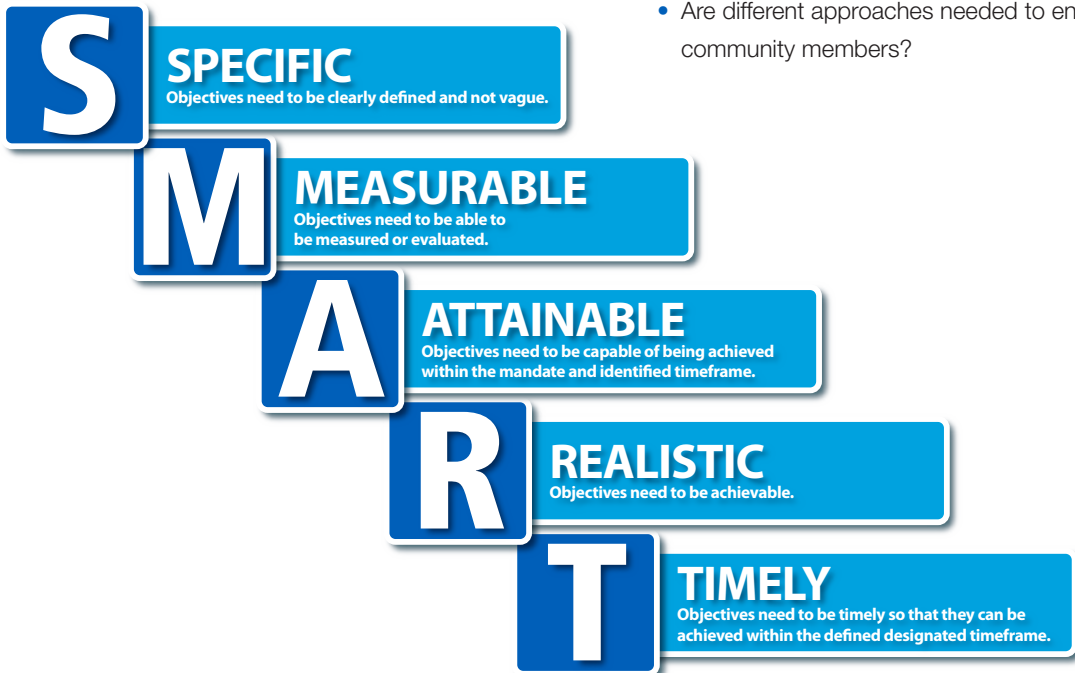 • Are different approaches needed to en
community members?
S
SPECIFIC
Objectives need to be clearly defined and not vague.
M
MEASURABLE
Objectives need to be able to
be measured or evaluated.
A
ATTAINABLE
Objectives need to be capable of being achieved
within the mandate and identified timeframe.
R
REALISTIC
Objectives need to be achievable.
T
TIMELY
Objectives need to be timely so that they can be
achieved within the defined designated timeframe.